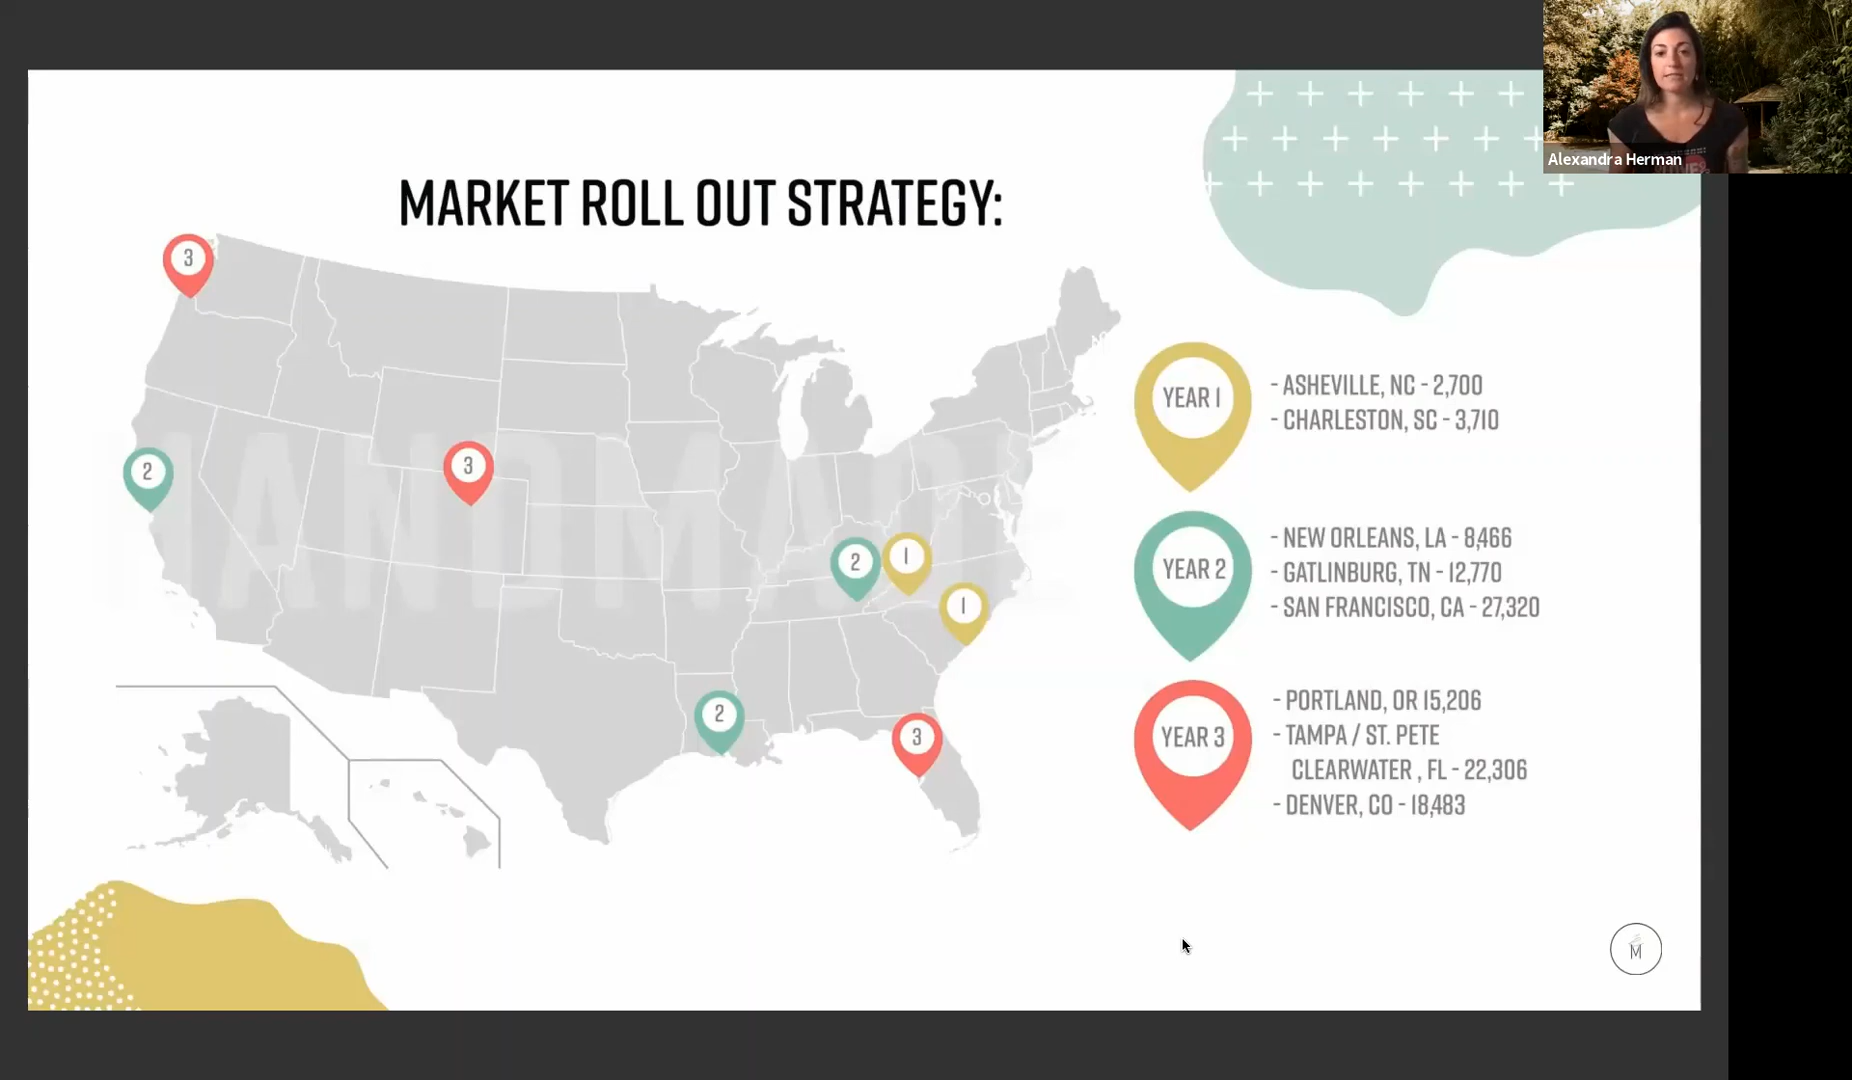 Alexandra Herman
MARKET ROLL OUT STRATEGY:
3
2
3
2
1
1
2
3
YEAR 1
- ASHEVILLE, NC - 2,700
- CHARLESTON, SC - 3,710
YEAR 2
- NEW ORLEANS, LA - 8,466
- GATLINBURG, TN - 12,770
- SAN FRANCISCO, CA - 27,320
YEAR 3
- PORTLAND, OR 15,206
- TAMPA / ST. PETE
CLEARWATER , FL - 22,306
- DENVER, CO - 18,483
HANDMADE
M